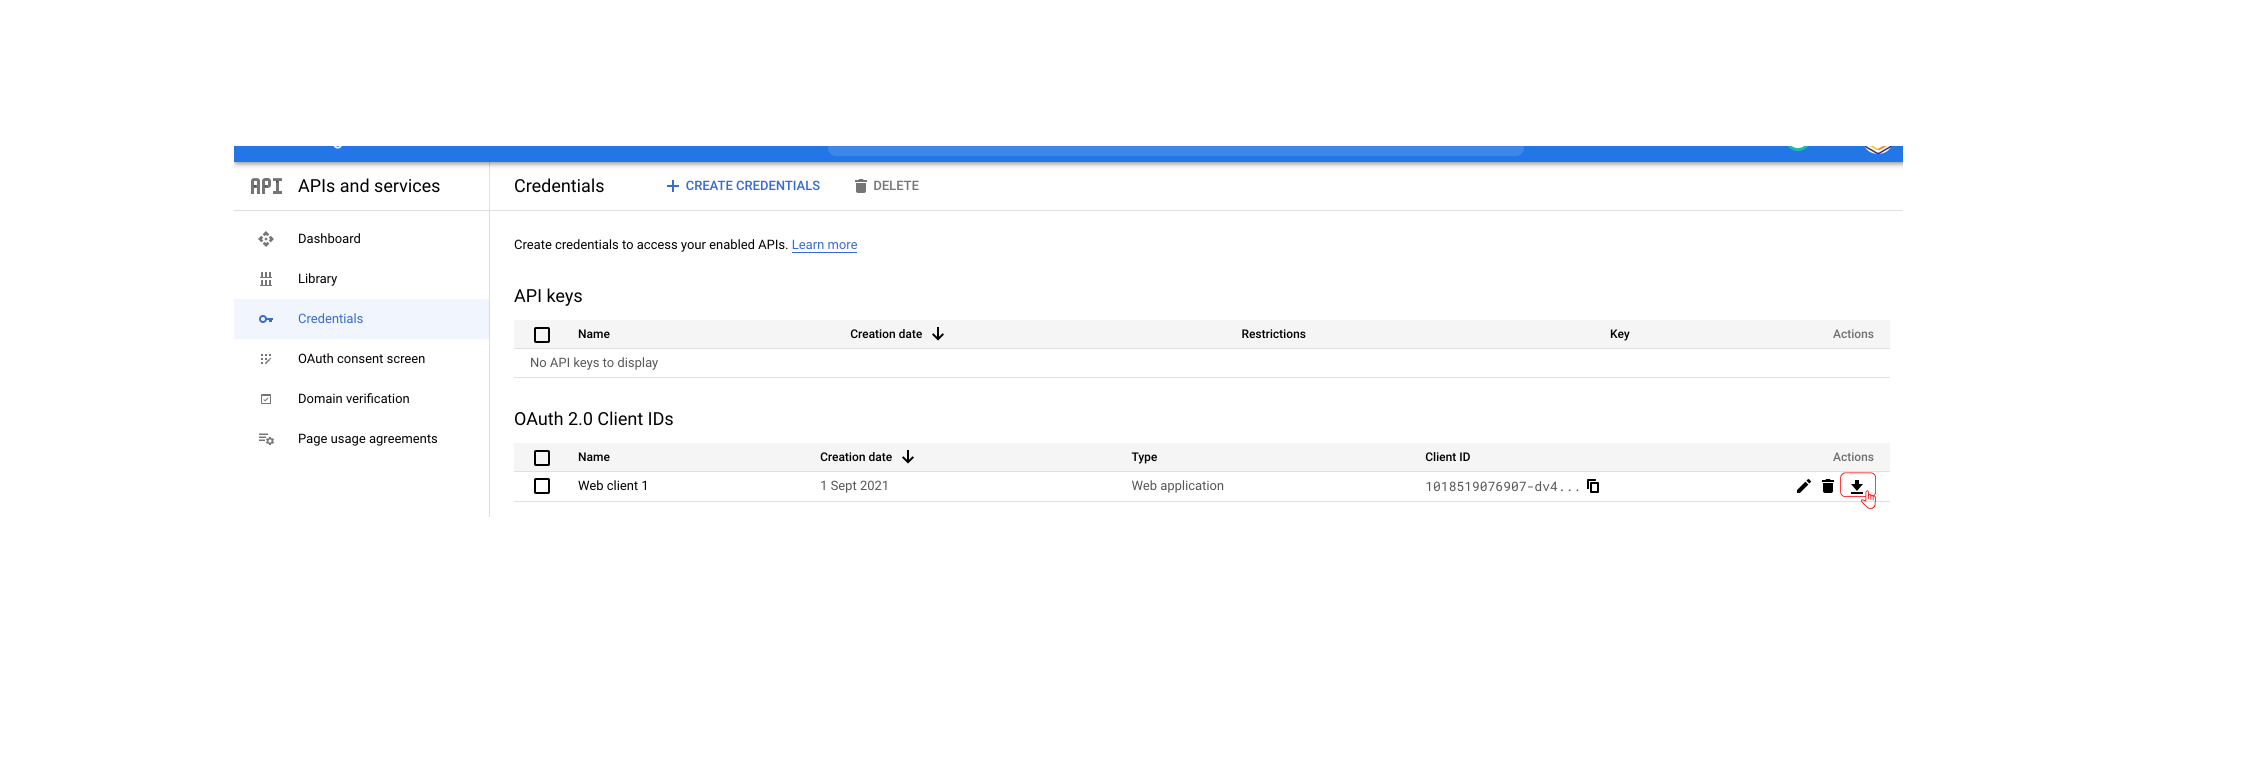 API APIs and services
Credentials
CREATE CREDENTIALS
DELETE
Dashboard
Library
Credentials
OAuth consent screen
Domain verification
Page usage agreements
Create credentials to access your enabled APIs. Learn more
API keys
Name Creation date Restrictions Key Actions
No API keys to display
OAuth 2.0 Client IDs
Name Creation date Type Client ID Actions
Web client 1 1 Sept 2021 Web application 1018519076907-dv4...